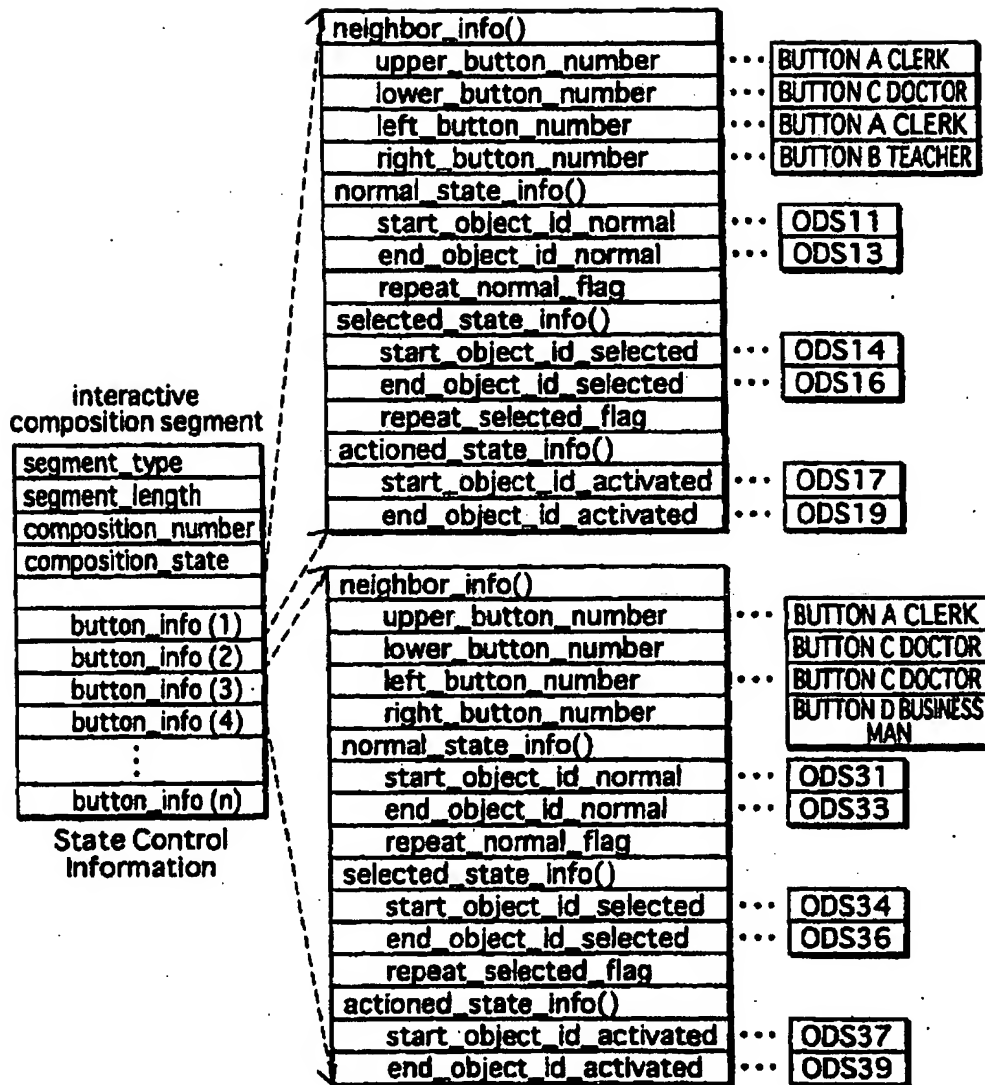 neighbor_info()
upper_button_number ... BUTTON A CLERK
lower_button_number ... BUTTON C DOCTOR
left_button_number ... BUTTON A CLERK
right_button_number ... BUTTON B TEACHER
normal_state_info()
start_object_id_normal ... ODS11
end_object_id_normal ... ODS13
repeat_normal_flag
selected_state_info()
start_object_id_selected ... ODS14
end_object_id_selected ... ODS16
repeat_selected_flag
actioned_state_info()
start_object_id_activated ... ODS17
end_object_id_activated ... ODS19
interactive
composition segment
segment_type
segment_length
composition_number
composition_state
button_info (1)
button_info (2)
button_info (3)
button_info (4)
⋮
button_info (n)
State Control
Information
neighbor_info()
upper_button_number ... BUTTON A CLERK
lower_button_number BUTTON C DOCTOR
left_button_number ... BUTTON C DOCTOR
right_button_number BUTTON D BUSINESS
MAN
normal_state_info()
start_object_id_normal ... ODS31
end_object_id_normal ... ODS33
repeat_normal_flag
selected_state_info()
start_object_id_selected ... ODS34
end_object_id_selected ... ODS36
repeat_selected_flag
actioned_state_info()
start_object_id_activated ... ODS37
end_object_id_activated ... ODS39